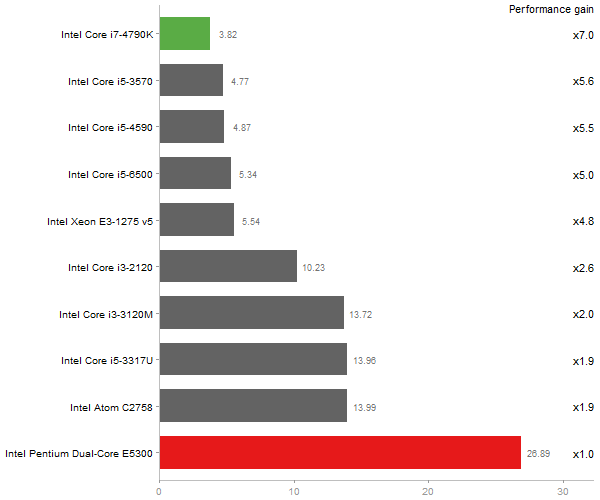 Performance gain
Intel Core i7-4790K 3.82 x7.0
Intel Core i5-3570 4.77 x5.6
Intel Core i5-4590 4.87 x5.5
Intel Core i5-6500 5.34 x5.0
Intel Xeon E3-1275 v5 5.54 x4.8
Intel Core i3-2120 10.23 x2.6
Intel Core i3-3120M 13.72 x2.0
Intel Core i5-3317U 13.96 x1.9
Intel Atom C2758 13.99 x1.9
Intel Pentium Dual-Core E5300 26.89 x1.0
0 10 20 30